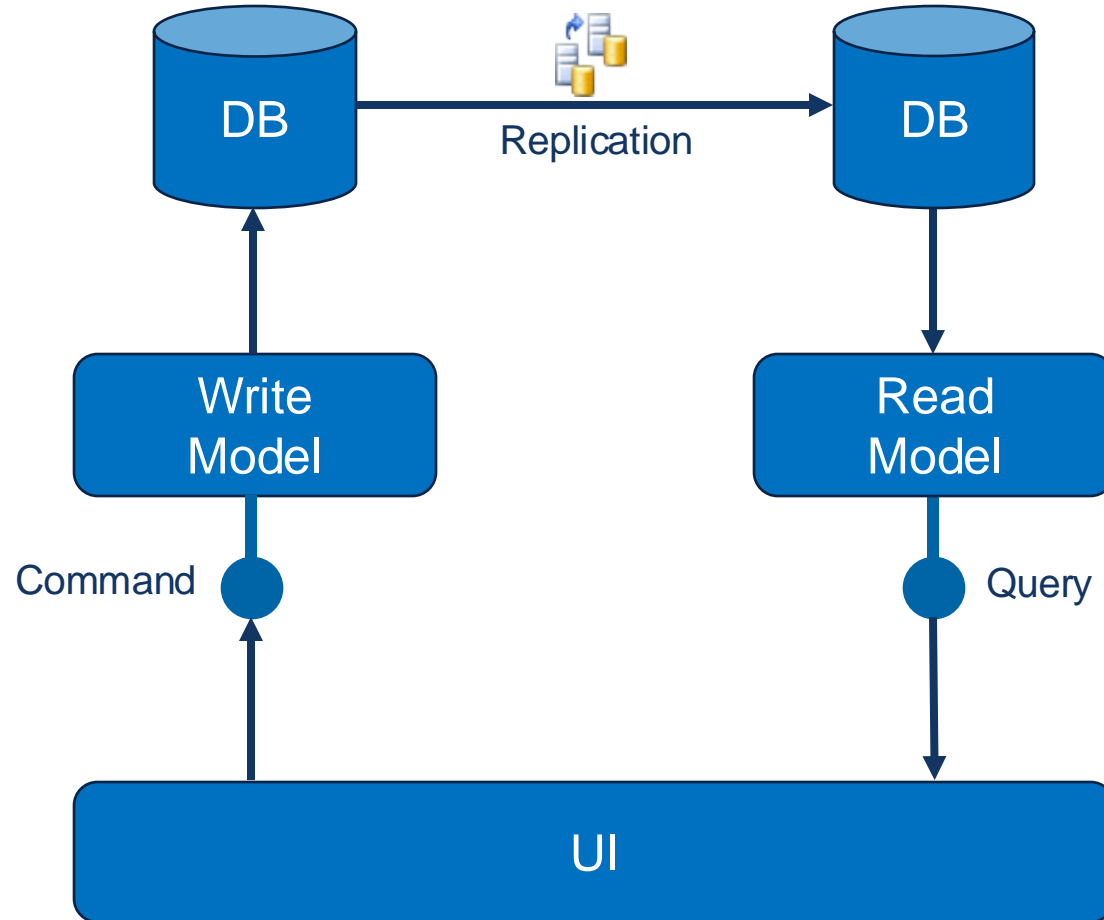 DB
Replication
DB
Write
Model
Read
Model
Command
Query
UI